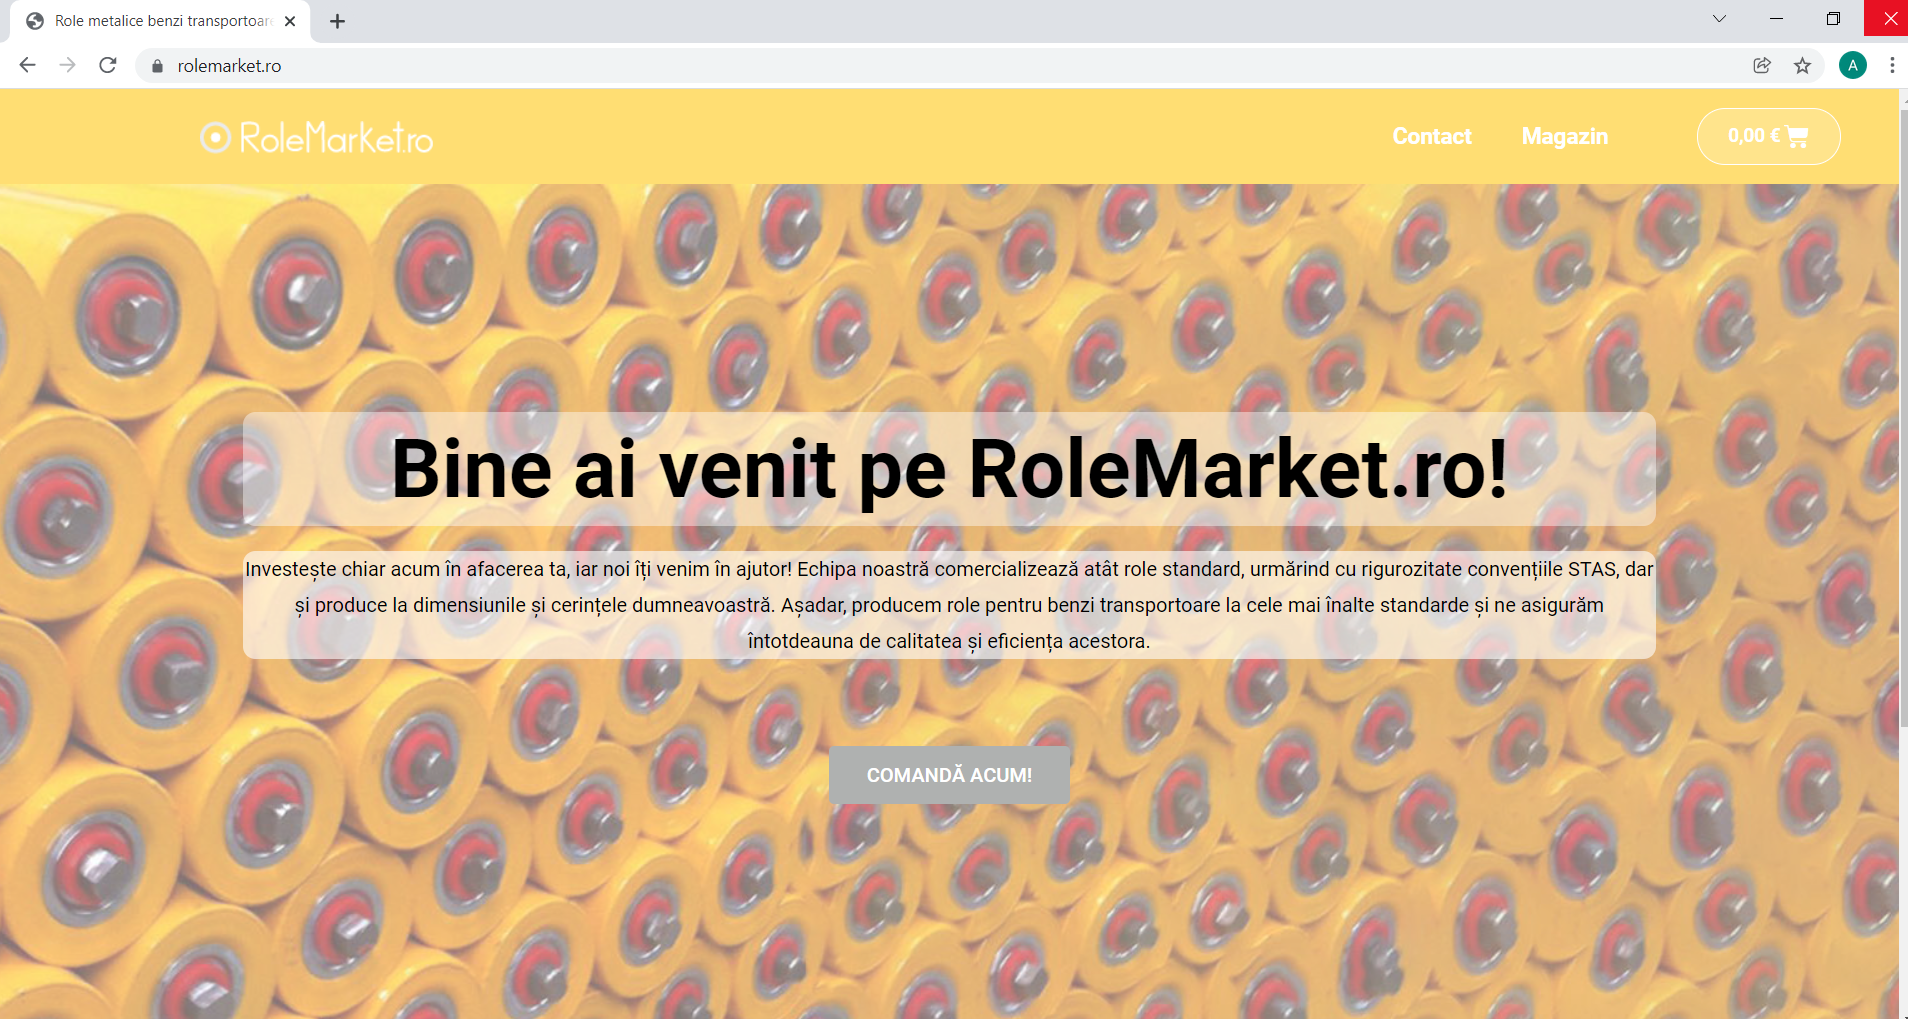 Role metalice benzi transportoare
rolemarket.ro
A
RoleMarket.ro
Contact
Magazin
0,00 €
Bine ai venit pe RoleMarket.ro!
Investește chiar acum în afacerea ta, iar noi îți venim în ajutor! Echipa noastră comercializează atât role standard, urmărind cu rigurozitate convențiile STAS, dar
și produce la dimensiunile și cerințele dumneavoastră. Așadar, producem role pentru benzi transportoare la cele mai înalte standarde și ne asigurăm
întotdeauna de calitatea și eficiența acestora.
COMANDĂ ACUM!